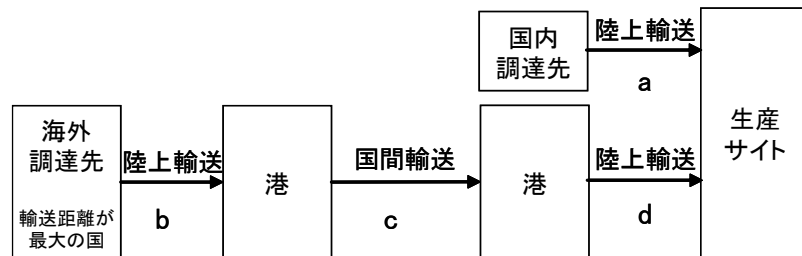 国内
調達先
陸上輸送
a
海外
調達先
輸送距離が
最大の国
陸上輸送
b
港
国間輸送
c
港
陸上輸送
d
生産
サイト